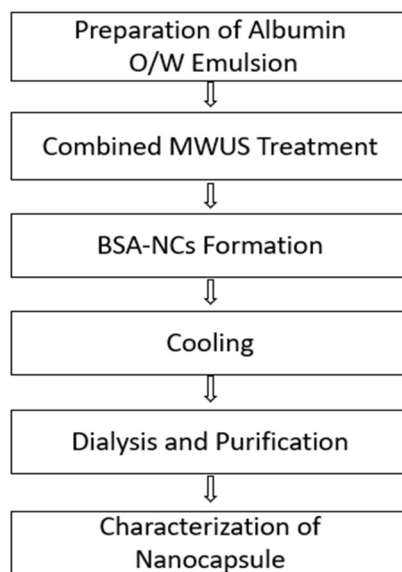 Preparation of Albumin
O/W Emulsion
Combined MWUS Treatment
BSA-NCs Formation
Cooling
Dialysis and Purification
Characterization of
Nanocapsule